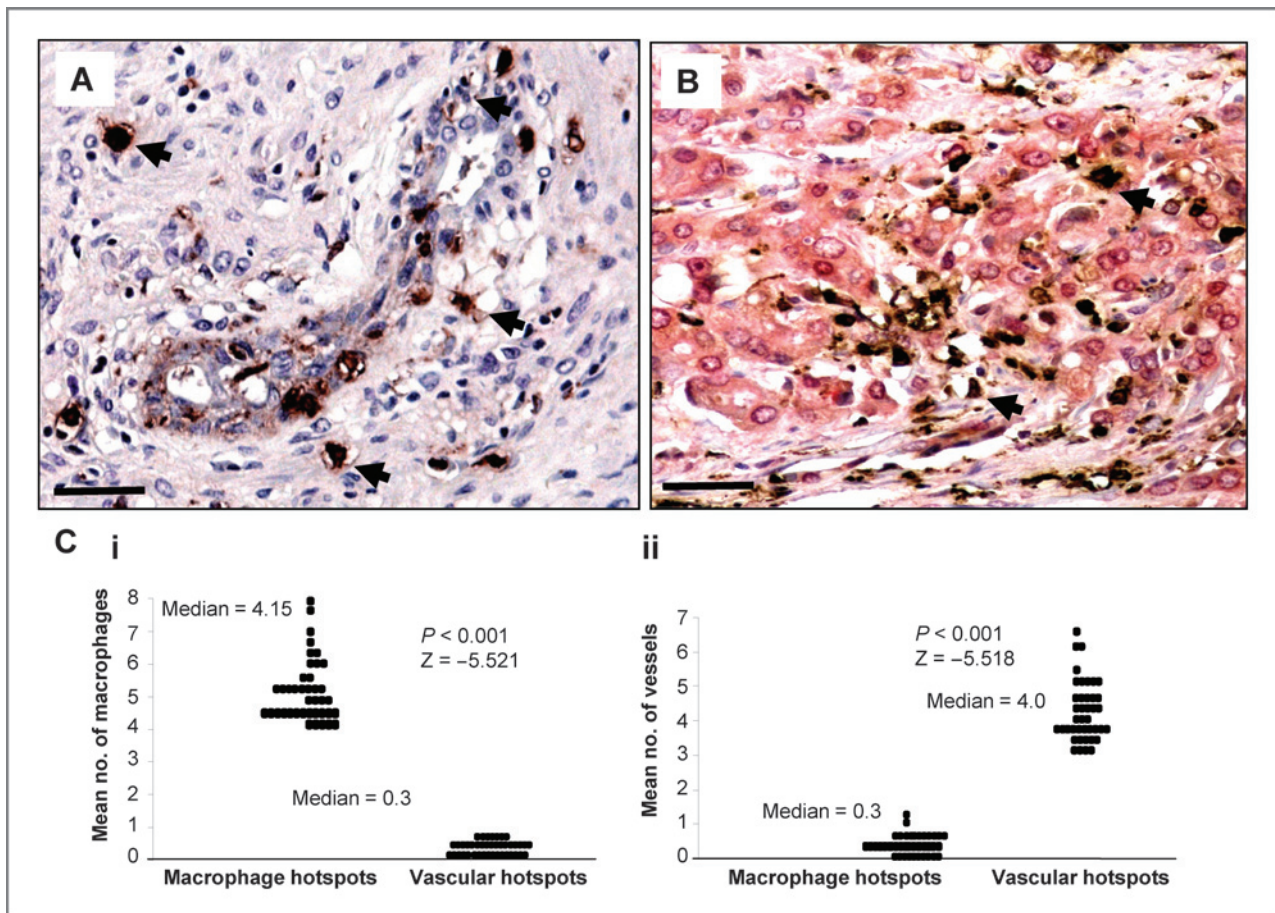 A
B
C i
ii
Mean no. of macrophages
8
7
6
5
4
3
2
1
0
Median = 4.15
P < 0.001
Z = −5.521
Median = 0.3
Macrophage hotspots
Vascular hotspots
Mean no. of vessels
7
6
5
4
3
2
1
0
P < 0.001
Z = −5.518
Median = 4.0
Median = 0.3
Macrophage hotspots
Vascular hotspots